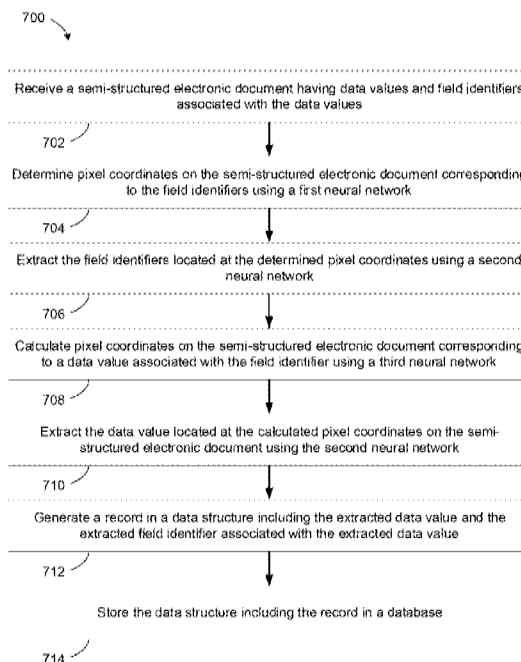 700
Receive a semi-structured electronic document having data values and field identifiers
associated with the data values
702
Determine pixel coordinates on the semi-structured electronic document corresponding
to the field identifiers using a first neural network
704
Extract the field identifiers located at the determined pixel coordinates using a second
neural network
706
Calculate pixel coordinates on the semi-structured electronic document corresponding
to a data value associated with the field identifier using a third neural network
708
Extract the data value located at the calculated pixel coordinates on the semi-
structured electronic document using the second neural network
710
Generate a record in a data structure including the extracted data value and the
extracted field identifier associated with the extracted data value
712
Store the data structure including the record in a database
714